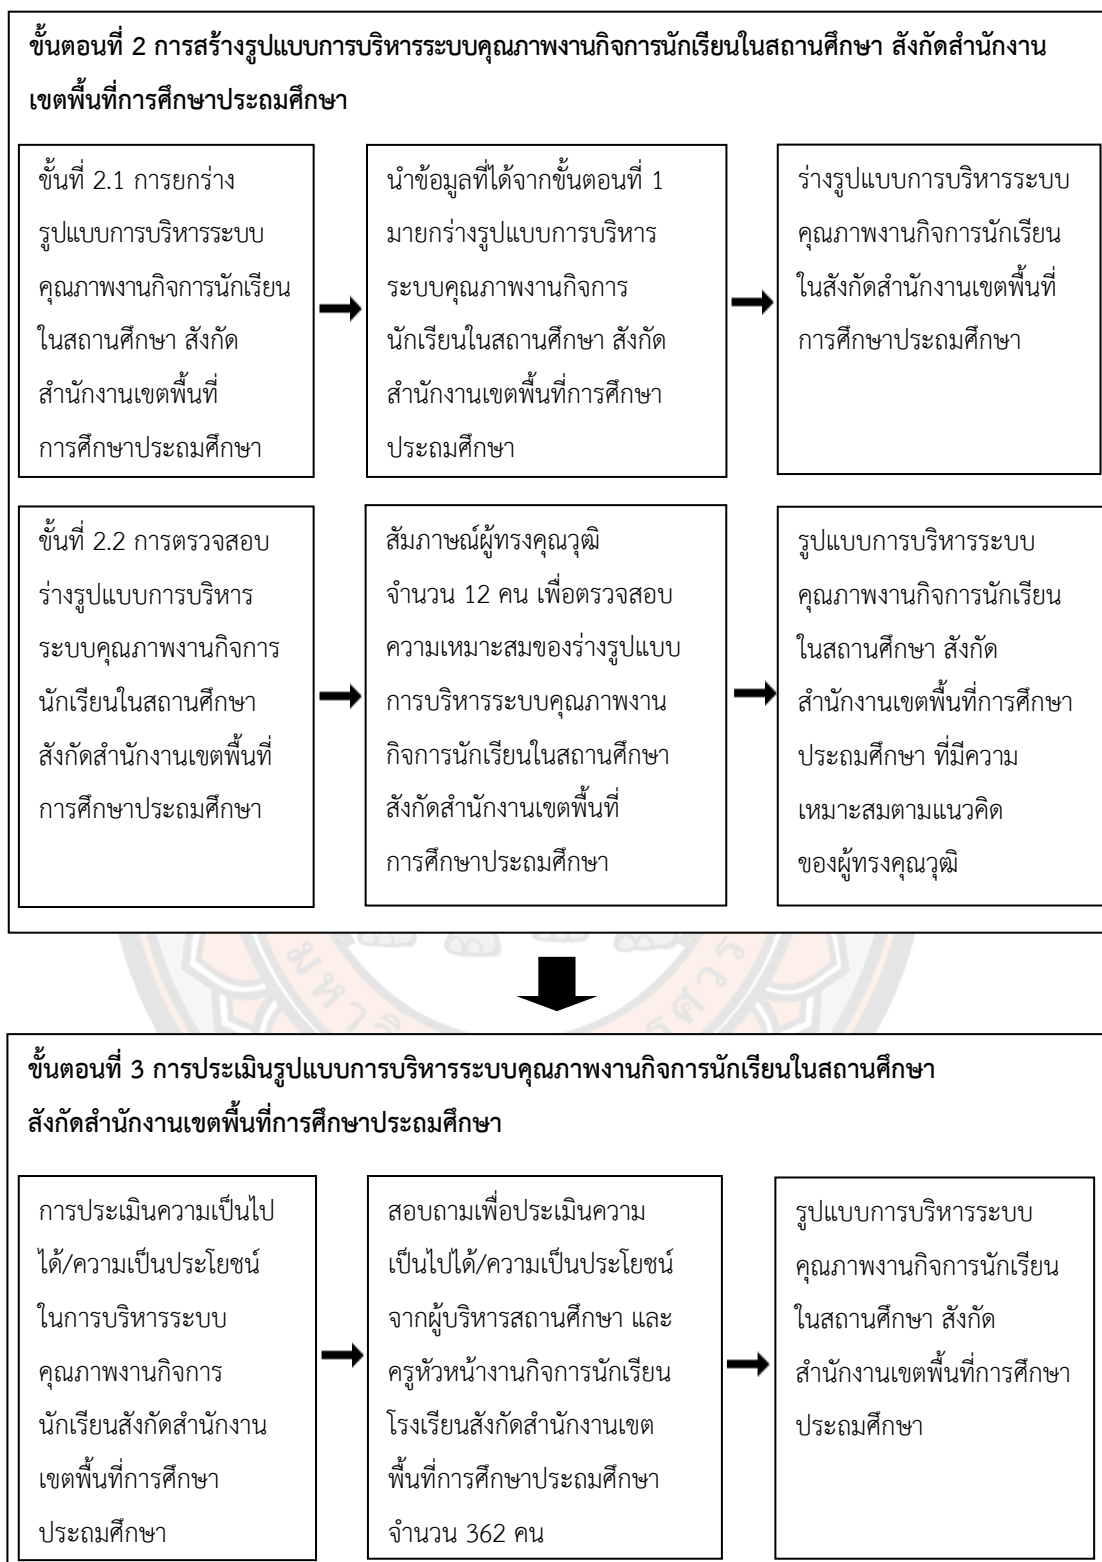 ขั้นตอนที่ 2 การสร้างรูปแบบการบริหารระบบคุณภาพงานกิจการนักเรียนในสถานศึกษา สังกัดสำนักงาน
เขตพื้นที่การศึกษาประถมศึกษา
ขั้นที่ 2.1 การยกร่าง
รูปแบบการบริหารระบบ
คุณภาพงานกิจการนักเรียน
ในสถานศึกษา สังกัด
สำนักงานเขตพื้นที่
การศึกษาประถมศึกษา
นำข้อมูลที่ได้จากขั้นตอนที่ 1
มายกร่างรูปแบบการบริหาร
ระบบคุณภาพงานกิจการ
นักเรียนในสถานศึกษา สังกัด
สำนักงานเขตพื้นที่การศึกษา
ประถมศึกษา
ร่างรูปแบบการบริหารระบบ
คุณภาพงานกิจการนักเรียน
ในสังกัดสำนักงานเขตพื้นที่
การศึกษาประถมศึกษา
ขั้นที่ 2.2 การตรวจสอบ
ร่างรูปแบบการบริหาร
ระบบคุณภาพงานกิจการ
นักเรียนในสถานศึกษา
สังกัดสำนักงานเขตพื้นที่
การศึกษาประถมศึกษา
สัมภาษณ์ผู้ทรงคุณวุฒิ
จำนวน 12 คน เพื่อตรวจสอบ
ความเหมาะสมของร่างรูปแบบ
การบริหารระบบคุณภาพงาน
กิจการนักเรียนในสถานศึกษา
สังกัดสำนักงานเขตพื้นที่
การศึกษาประถมศึกษา
รูปแบบการบริหารระบบ
คุณภาพงานกิจการนักเรียน
ในสถานศึกษา สังกัด
สำนักงานเขตพื้นที่การศึกษา
ประถมศึกษา ที่มีความ
เหมาะสมตามแนวคิด
ของผู้ทรงคุณวุฒิ
ขั้นตอนที่ 3 การประเมินรูปแบบการบริหารระบบคุณภาพงานกิจการนักเรียนในสถานศึกษา
สังกัดสำนักงานเขตพื้นที่การศึกษาประถมศึกษา
การประเมินความเป็นไป
ได้/ความเป็นประโยชน์
ในการบริหารระบบ
คุณภาพงานกิจการ
นักเรียนสังกัดสำนักงาน
เขตพื้นที่การศึกษา
ประถมศึกษา
สอบถามเพื่อประเมินความ
เป็นไปได้/ความเป็นประโยชน์
จากผู้บริหารสถานศึกษา และ
ครูหัวหน้างานกิจการนักเรียน
โรงเรียนสังกัดสำนักงานเขต
พื้นที่การศึกษาประถมศึกษา
จำนวน 362 คน
รูปแบบการบริหารระบบ
คุณภาพงานกิจการนักเรียน
ในสถานศึกษา สังกัด
สำนักงานเขตพื้นที่การศึกษา
ประถมศึกษา